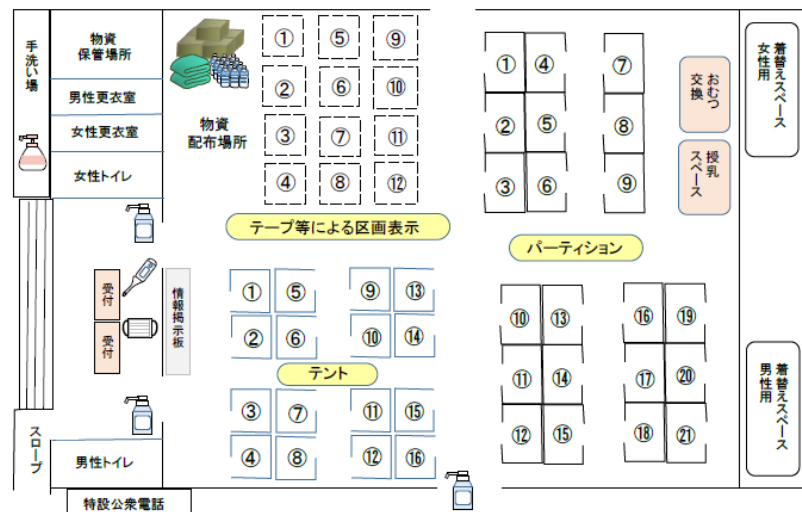 手洗い場
物資
保管場所
男性更衣室
女性更衣室
女性トイレ
物資
配布場所
① ⑤ ⑨
② ⑥ ⑩
③ ⑦ ⑪
④ ⑧ ⑫
テープ等による区画表示
① ④ ⑦
② ⑤ ⑧
③ ⑥ ⑨
パーティション
おむつ
交換
授乳
スペース
着替えスペース
女性用
受付
受付
情報掲示板
① ⑤ ⑨ ⑬
② ⑥ ⑩ ⑭
テント
③ ⑦ ⑪ ⑮
④ ⑧ ⑫ ⑯
⑩ ⑬ ⑯ ⑲
⑪ ⑭ ⑰ ⑳
⑫ ⑮ ⑱ ㉑
着替えスペース
男性用
スロープ
男性トイレ
特設公衆電話